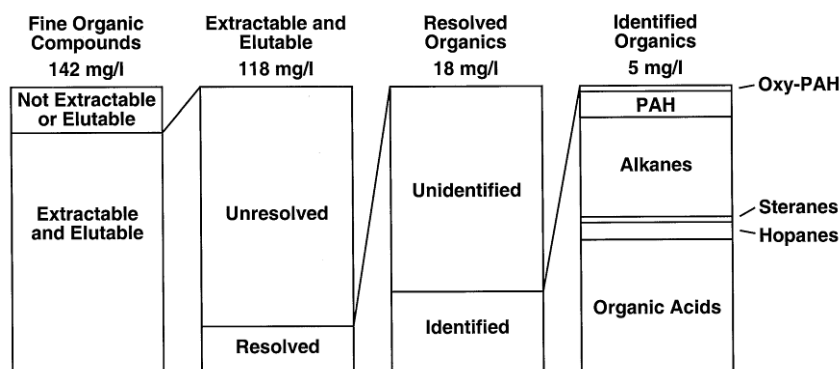 Fine Organic
Compounds
142 mg/l
Extractable and
Elutable
118 mg/l
Resolved
Organics
18 mg/l
Identified
Organics
5 mg/l
Not Extractable
or Elutable
Extractable
and Elutable
Unresolved
Resolved
Unidentified
Identified
Oxy-PAH
PAH
Alkanes
Steranes
Hopanes
Organic Acids